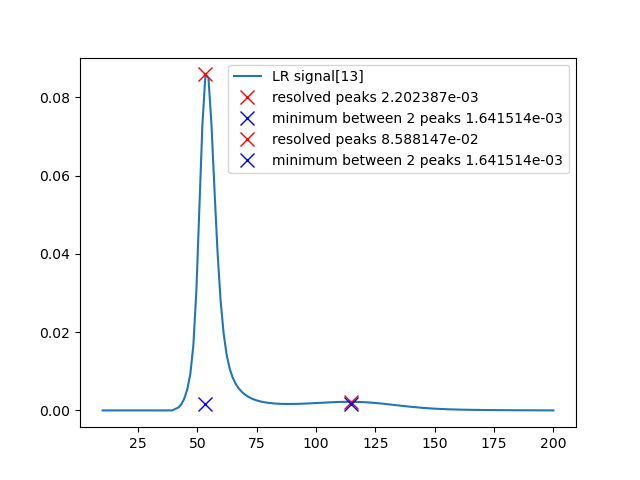 LR signal[13]
resolved peaks 2.202387e-03
minimum between 2 peaks 1.641514e-03
resolved peaks 8.588147e-02
minimum between 2 peaks 1.641514e-03
0.08
0.06
0.04
0.02
0.00
25 50 75 100 125 150 175 200